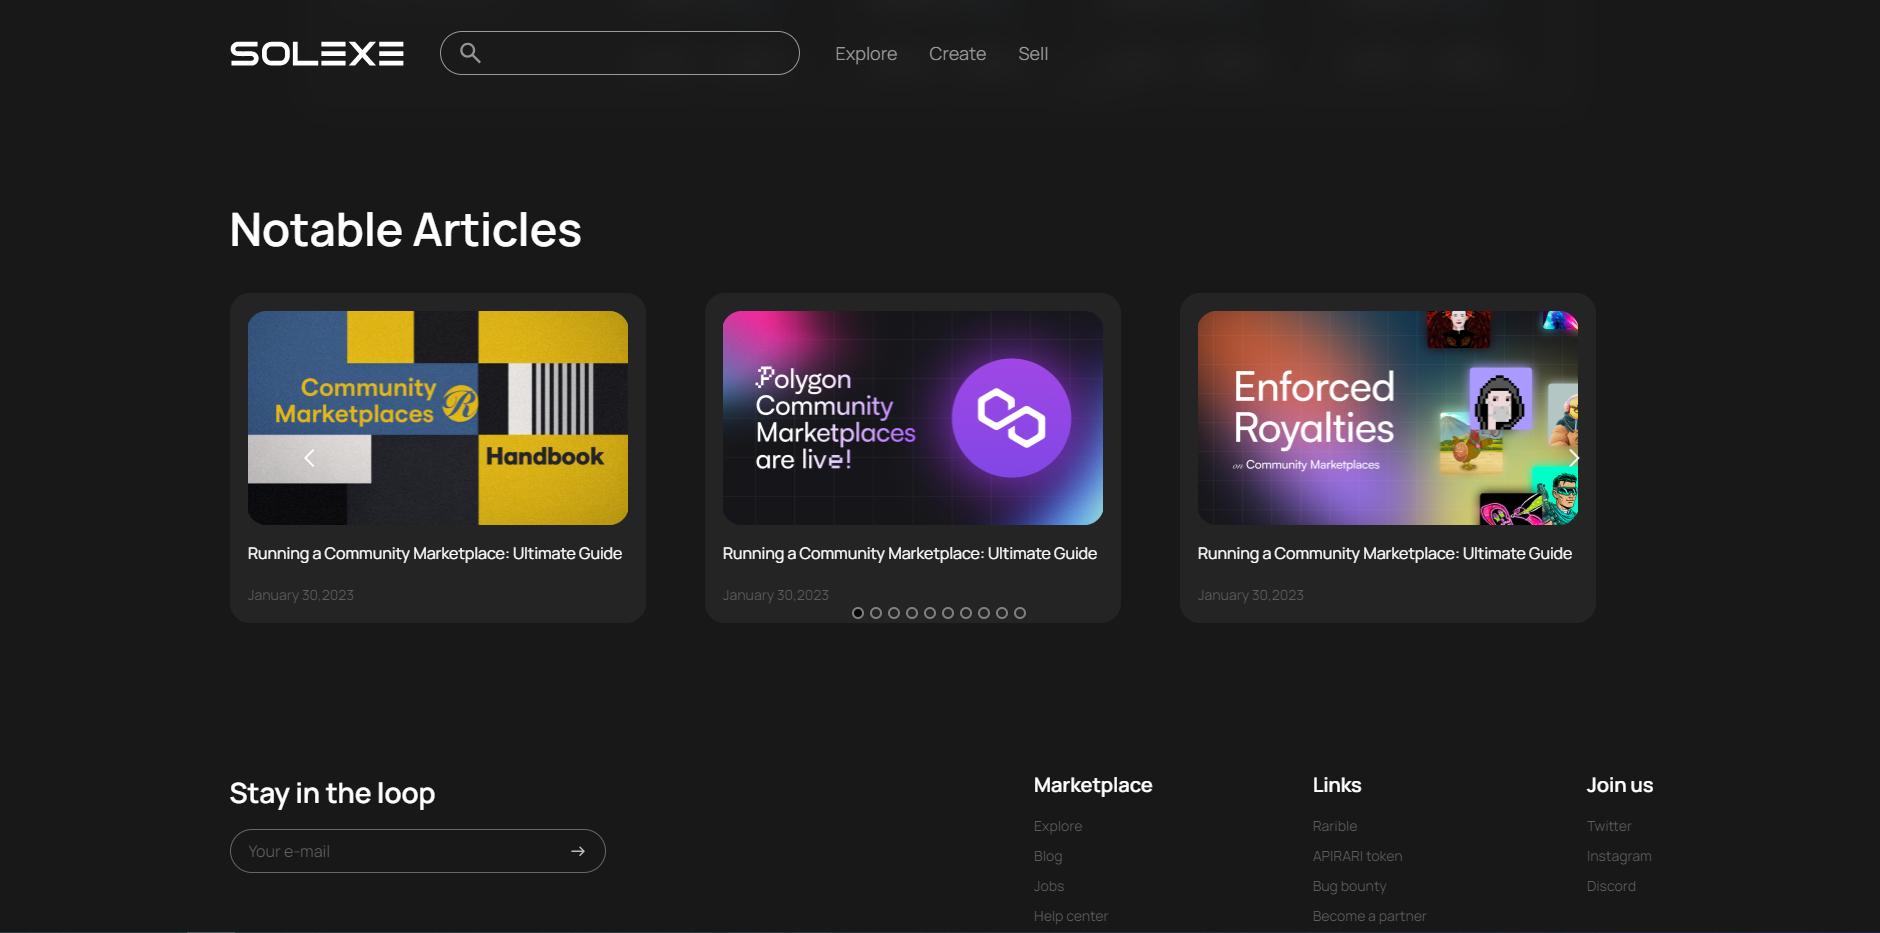 SOLEXE
Explore Create Sell
Notable Articles
Community
Marketplaces R
Handbook
Running a Community Marketplace: Ultimate Guide
January 30,2023
Polygon
Community
Marketplaces
are live!
Running a Community Marketplace: Ultimate Guide
January 30,2023
Enforced
Royalties
on Community Marketplaces
Running a Community Marketplace: Ultimate Guide
January 30,2023
Stay in the loop
Your e-mail
Marketplace
Explore
Blog
Jobs
Help center
Links
Rarible
APIRARI token
Bug bounty
Become a partner
Join us
Twitter
Instagram
Discord